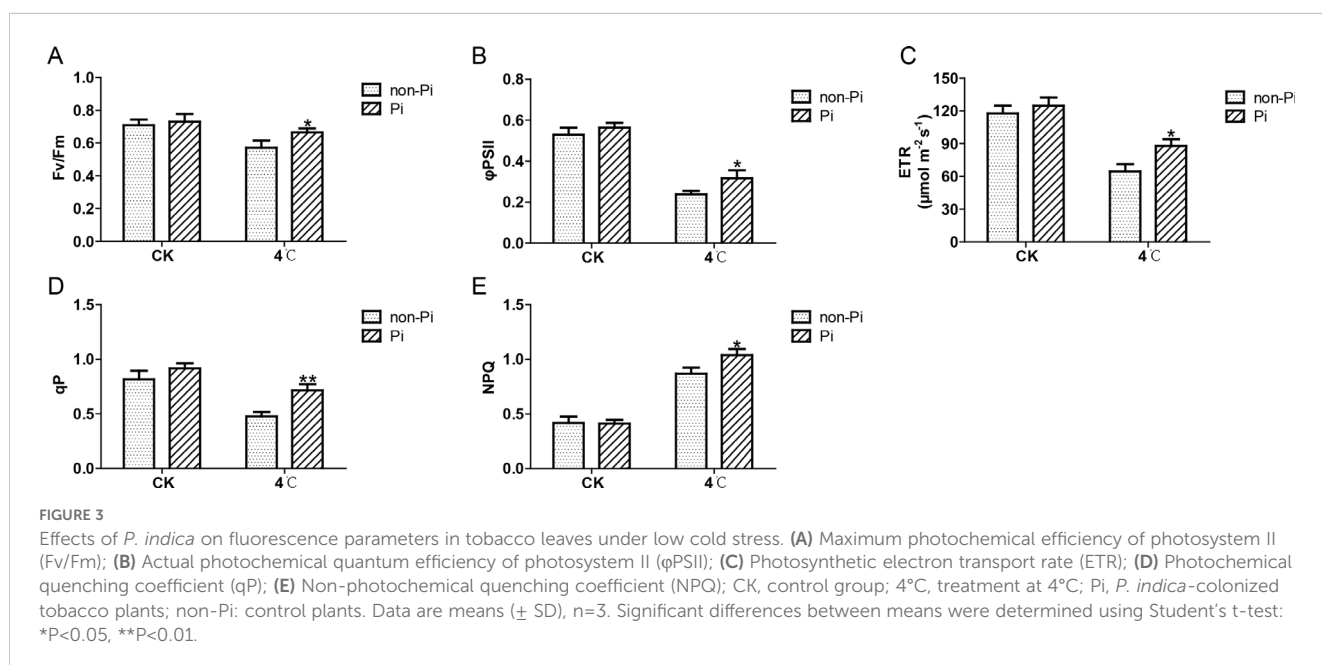 A
Fv/Fm
1.0
0.8
0.6
0.4
0.2
0.0
*
CK
4℃
non-Pi
Pi
B
φPSII
0.8
0.6
0.4
0.2
0.0
*
CK
4℃
non-Pi
Pi
C
ETR
(μmol m⁻² s⁻¹)
150
120
90
60
30
0
*
CK
4℃
non-Pi
Pi
D
qP
1.5
1.0
0.5
0.0
**
CK
4℃
non-Pi
Pi
E
NPQ
1.5
1.0
0.5
0.0
*
CK
4℃
non-Pi
Pi
FIGURE 3
Effects of P. indica on fluorescence parameters in tobacco leaves under low cold stress. (A) Maximum photochemical efficiency of photosystem II
(Fv/Fm); (B) Actual photochemical quantum efficiency of photosystem II (φPSII); (C) Photosynthetic electron transport rate (ETR); (D) Photochemical
quenching coefficient (qP); (E) Non-photochemical quenching coefficient (NPQ); CK, control group; 4°C, treatment at 4°C; Pi, P. indica-colonized
tobacco plants; non-Pi: control plants. Data are means (± SD), n=3. Significant differences between means were determined using Student's t-test:
*P<0.05, **P<0.01.